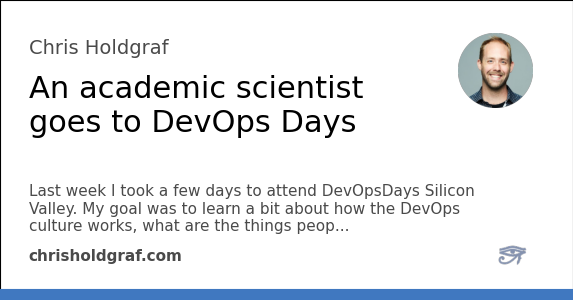 Chris Holdgraf
An academic scientist
goes to DevOps Days
Last week I took a few days to attend DevOpsDays Silicon
Valley. My goal was to learn a bit about how the DevOps
culture works, what are the things peop...
chrisholdgraf.com